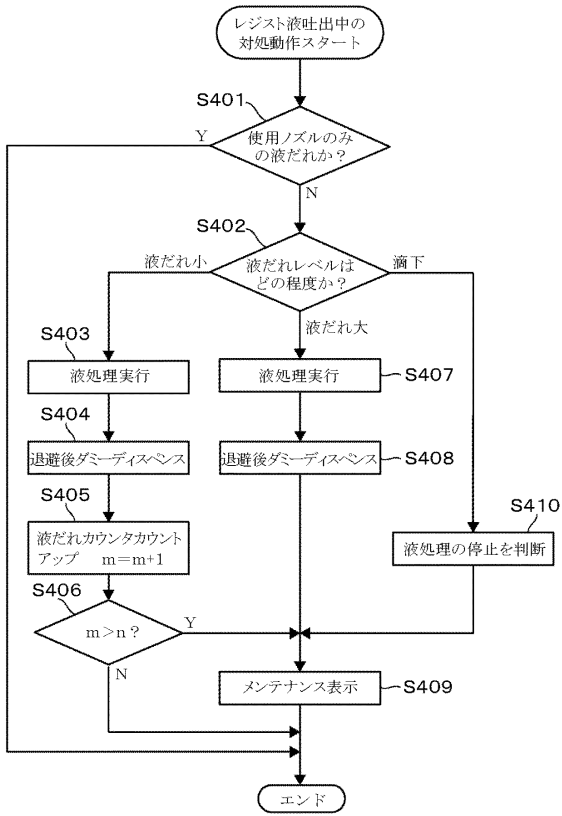 レジスト液吐出中の
対処動作スタート
S401
使用ノズルのみ
の液だれか？
Y
N
S402
液だれレベルは
どの程度か？
液だれ小
滴下
液だれ大
S403
液処理実行
液処理実行
S407
S404
退避後ダミーディスペンス
退避後ダミーディスペンス
S408
S405
液だれカウンタカウント
アップ　m＝m+1
S410
液処理の停止を判断
S406
m＞n？
Y
N
メンテナンス表示
S409
エンド